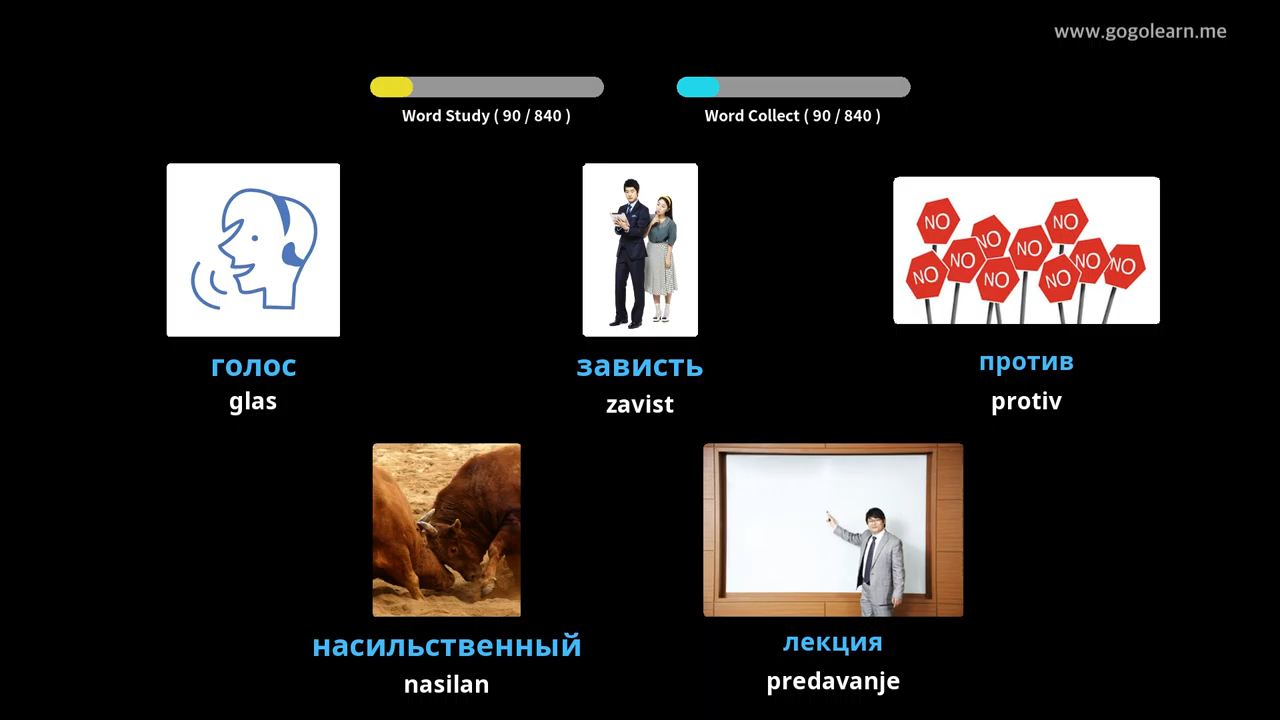 www.gogolearn.me
Word Study ( 90 / 840 )
Word Collect ( 90 / 840 )
NO
NO
NO
NO
NO
NO
NO
NO
NO
NO
голос
glas
зависть
zavist
против
protiv
насильственный
nasilan
лекция
predavanje